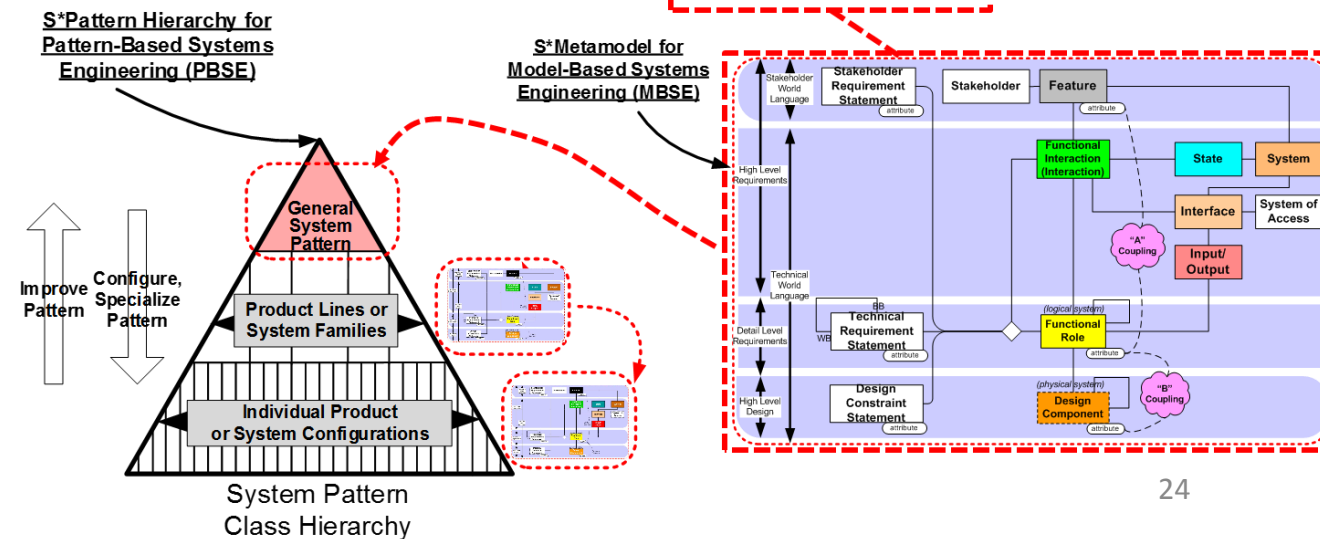 S*Pattern Hierarchy for
Pattern-Based Systems
Engineering (PBSE)
General
System
Pattern
Improve
Pattern
Configure,
Specialize
Pattern
Product Lines or
System Families
Individual Product
or System Configurations
System Pattern
Class Hierarchy
S*Metamodel for
Model-Based Systems
Engineering (MBSE)
Stakeholder
World
Language
High Level
Requirements
Technical
World
Language
Detail Level
Requirements
High Level
Design
Stakeholder
Requirement
Statement
attribute
Stakeholder
Feature
attribute
Functional
Interaction
(Interaction)
State
System
Interface
System of
Access
"A"
Coupling
Input/
Output
BB
WB
Technical
Requirement
Statement
attribute
(logical system)
Functional
Role
attribute
Design
Constraint
Statement
attribute
(physical system)
Design
Component
attribute
"B"
Coupling
24